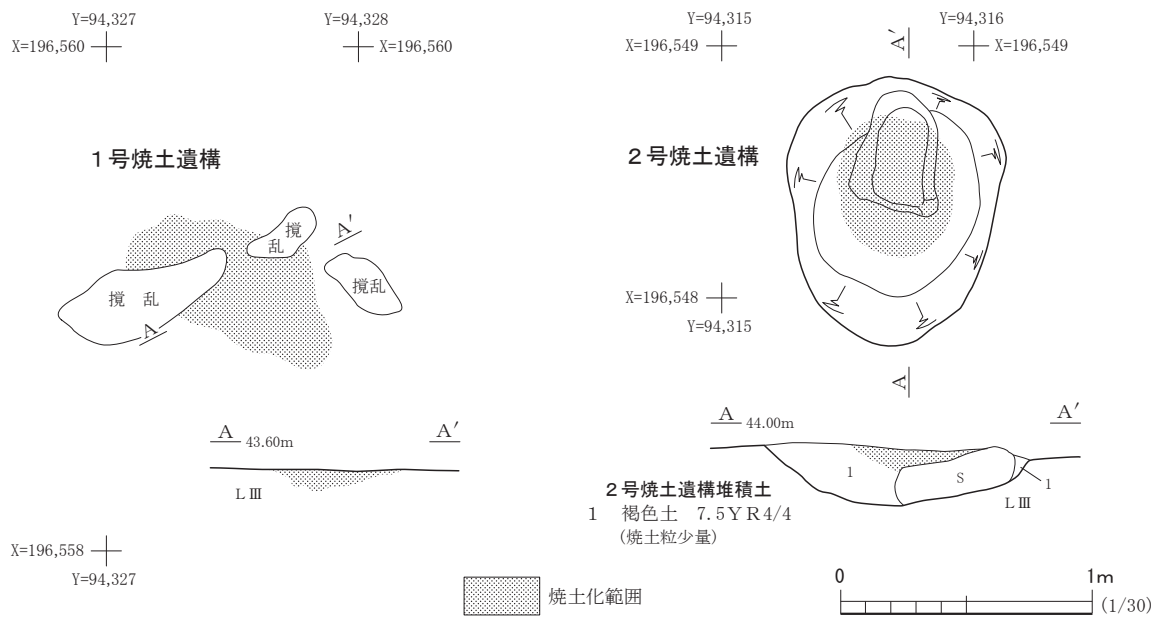 Y=94,327
X=196,560
Y=94,328
X=196,560
1号焼土遺構
撹乱
撹 乱
撹乱
A
A′
A 43.60m A′
LⅢ
X=196,558
Y=94,327
Y=94,315
X=196,549
Y=94,316
X=196,549
A′
2号焼土遺構
X=196,548
Y=94,315
A
A 44.00m A′
1
S
1
LⅢ
2号焼土遺構堆積土
1 褐色土 7.5YR4/4
(焼土粒少量)
焼土化範囲
0 1m
(1/30)